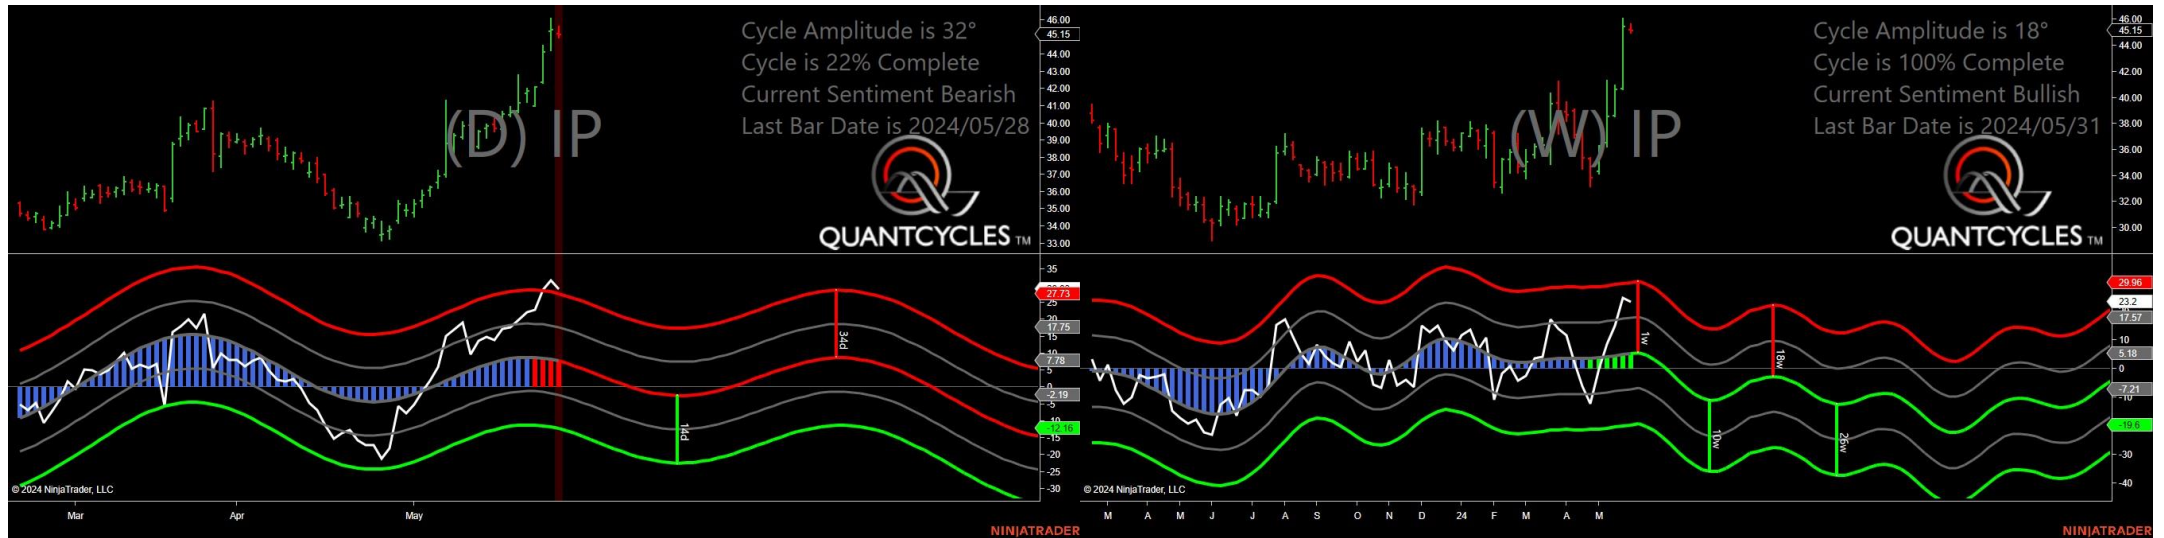 Cycle Amplitude is 32°
Cycle is 22% Complete
Current Sentiment Bearish
Last Bar Date is 2024/05/28
(D) IP
QUANTCYCLES TM
46.00
45.15
44.00
43.00
42.00
41.00
40.00
39.00
38.00
37.00
36.00
35.00
34.00
33.00
35
27.73
25
20
17.75
15
10
7.78
5
0
-2.19
-5
-10
-12.16
-15
-20
-25
-30
34d
14d
© 2024 NinjaTrader, LLC
Mar Apr May
NINJATRADER
Cycle Amplitude is 18°
Cycle is 100% Complete
Current Sentiment Bullish
Last Bar Date is 2024/05/31
(W) IP
QUANTCYCLES TM
46.00
45.15
44.00
42.00
40.00
38.00
36.00
34.00
32.00
30.00
29.96
23.2
17.57
10
5.18
0
-7.21
-10
-19.6
-30
-40
1w
18w
10w
26w
© 2024 NinjaTrader, LLC
M A M J J A S O N D 24 F M A M
NINJATRADER